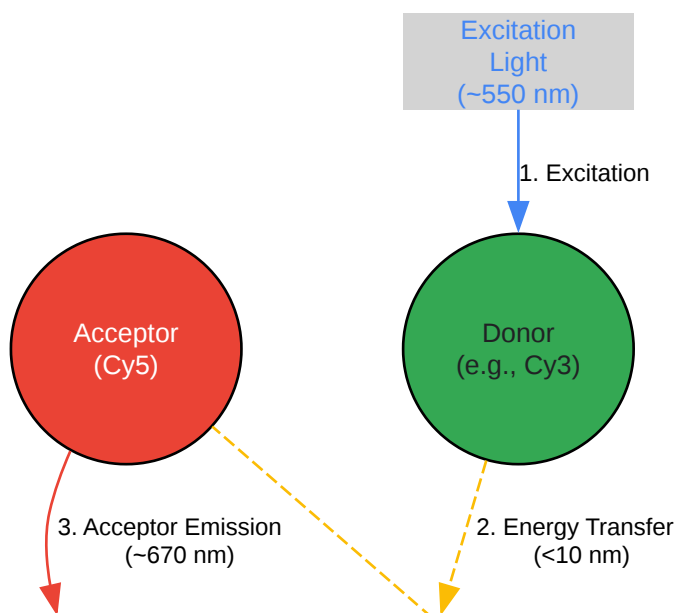 Excitation
Light
(~550 nm)
1. Excitation
Acceptor
(Cy5)
Donor
(e.g., Cy3)
3. Acceptor Emission
(~670 nm)
2. Energy Transfer
(<10 nm)